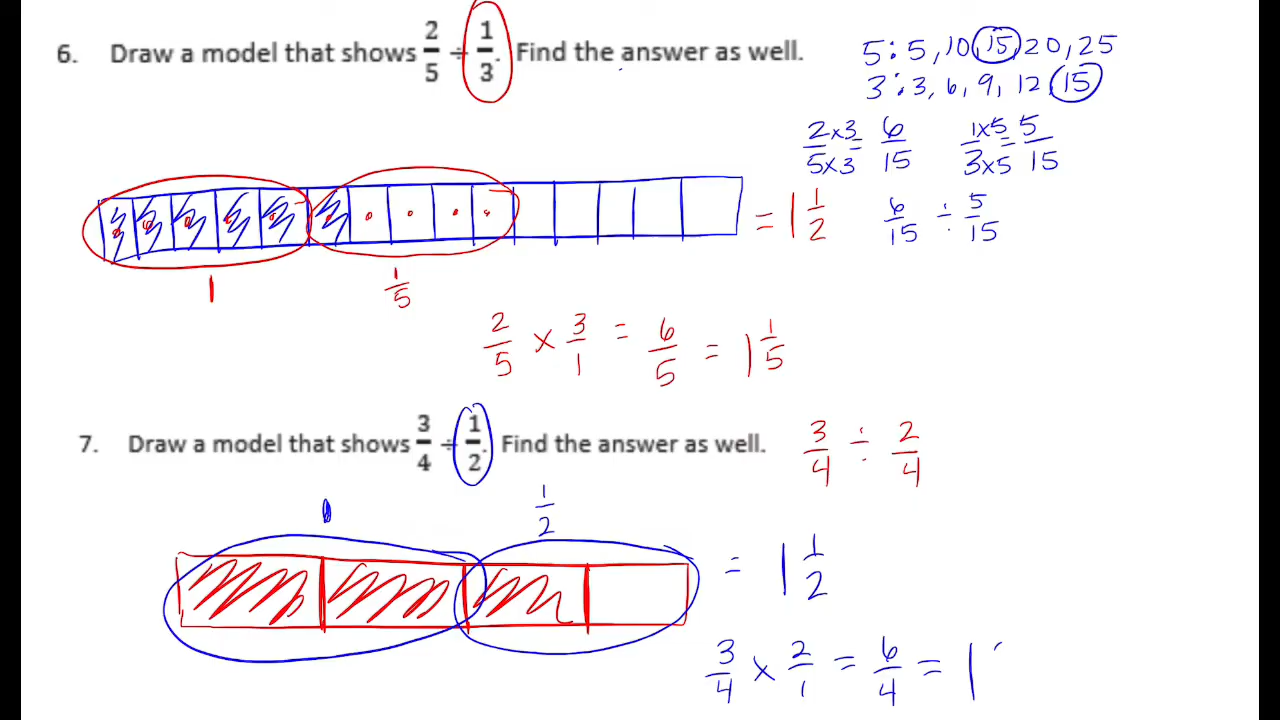 6. Draw a model that shows 2/5 ÷ 1/3. Find the answer as well.
5: 5, 10, 15, 20, 25
3: 3, 6, 9, 12, 15
2×3/5×3 = 6/15
1×5/3×5 = 5/15
= 1 1/2
6/15 ÷ 5/15
1
1/5
2/5 × 3/1 = 6/5 = 1 1/5
7. Draw a model that shows 3/4 ÷ 1/2. Find the answer as well.
3/4 ÷ 2/4
1/2
= 1 1/2
3/4 × 2/1 = 6/4 = 1